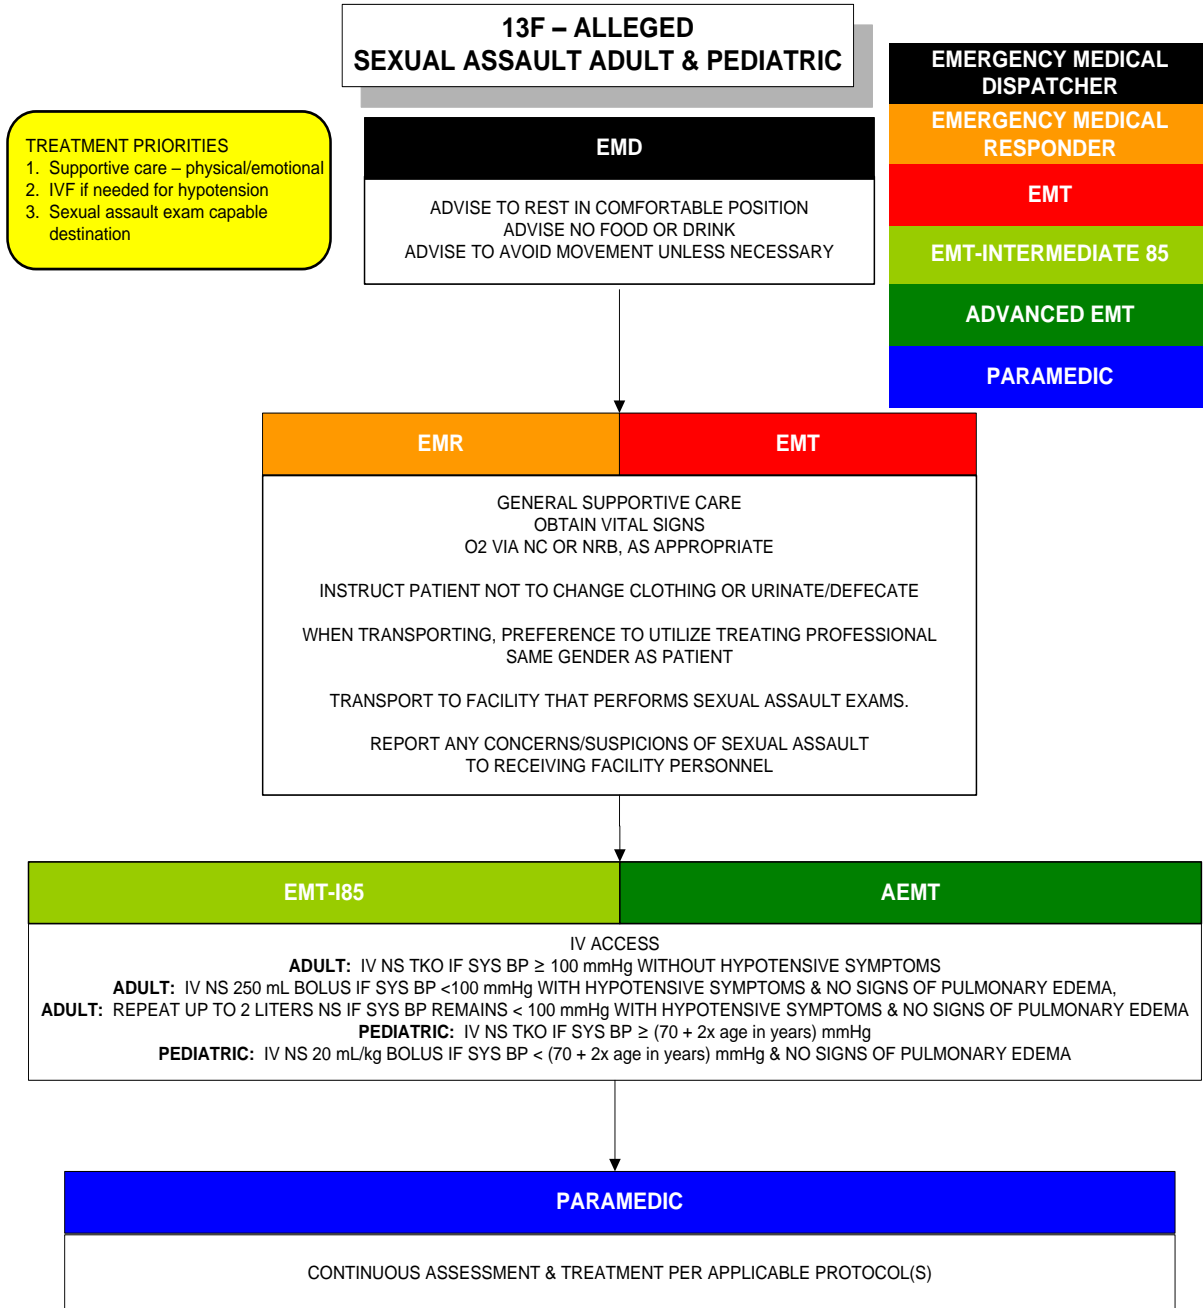 13F – ALLEGED
SEXUAL ASSAULT ADULT & PEDIATRIC
EMERGENCY MEDICAL
DISPATCHER
EMERGENCY MEDICAL
RESPONDER
EMT
EMT-INTERMEDIATE 85
ADVANCED EMT
PARAMEDIC
TREATMENT PRIORITIES
1. Supportive care – physical/emotional
2. IVF if needed for hypotension
3. Sexual assault exam capable
destination
EMD
ADVISE TO REST IN COMFORTABLE POSITION
ADVISE NO FOOD OR DRINK
ADVISE TO AVOID MOVEMENT UNLESS NECESSARY
EMR
EMT
GENERAL SUPPORTIVE CARE
OBTAIN VITAL SIGNS
O2 VIA NC OR NRB, AS APPROPRIATE
INSTRUCT PATIENT NOT TO CHANGE CLOTHING OR URINATE/DEFECATE
WHEN TRANSPORTING, PREFERENCE TO UTILIZE TREATING PROFESSIONAL
SAME GENDER AS PATIENT
TRANSPORT TO FACILITY THAT PERFORMS SEXUAL ASSAULT EXAMS.
REPORT ANY CONCERNS/SUSPICIONS OF SEXUAL ASSAULT
TO RECEIVING FACILITY PERSONNEL
EMT-I85
AEMT
IV ACCESS
ADULT: IV NS TKO IF SYS BP ≥ 100 mmHg WITHOUT HYPOTENSIVE SYMPTOMS
ADULT: IV NS 250 mL BOLUS IF SYS BP <100 mmHg WITH HYPOTENSIVE SYMPTOMS & NO SIGNS OF PULMONARY EDEMA,
ADULT: REPEAT UP TO 2 LITERS NS IF SYS BP REMAINS < 100 mmHg WITH HYPOTENSIVE SYMPTOMS & NO SIGNS OF PULMONARY EDEMA
PEDIATRIC: IV NS TKO IF SYS BP ≥ (70 + 2x age in years) mmHg
PEDIATRIC: IV NS 20 mL/kg BOLUS IF SYS BP < (70 + 2x age in years) mmHg & NO SIGNS OF PULMONARY EDEMA
PARAMEDIC
CONTINUOUS ASSESSMENT & TREATMENT PER APPLICABLE PROTOCOL(S)